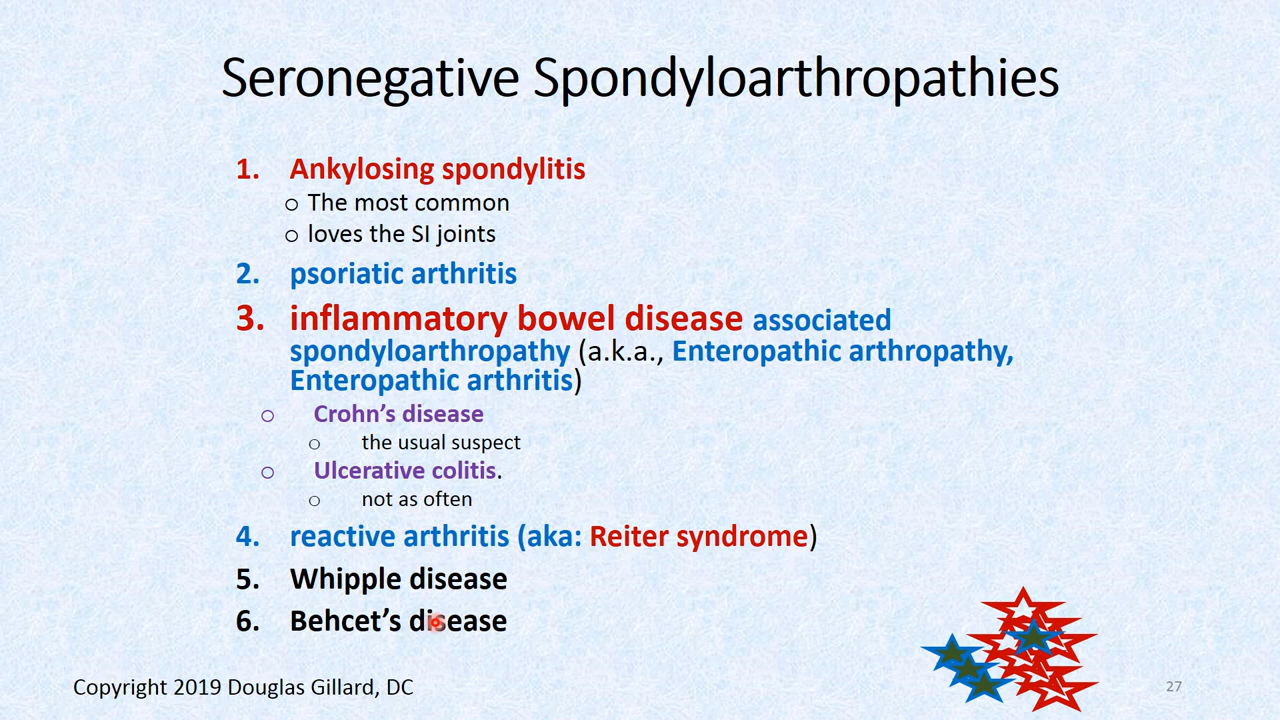 Seronegative Spondyloarthropathies
1. Ankylosing spondylitis
o The most common
o loves the SI joints
2. psoriatic arthritis
3. inflammatory bowel disease associated
spondyloarthropathy (a.k.a., Enteropathic arthropathy,
Enteropathic arthritis)
o Crohn’s disease
o the usual suspect
o Ulcerative colitis.
o not as often
4. reactive arthritis (aka: Reiter syndrome)
5. Whipple disease
6. Behcet’s disease
Copyright 2019 Douglas Gillard, DC
27